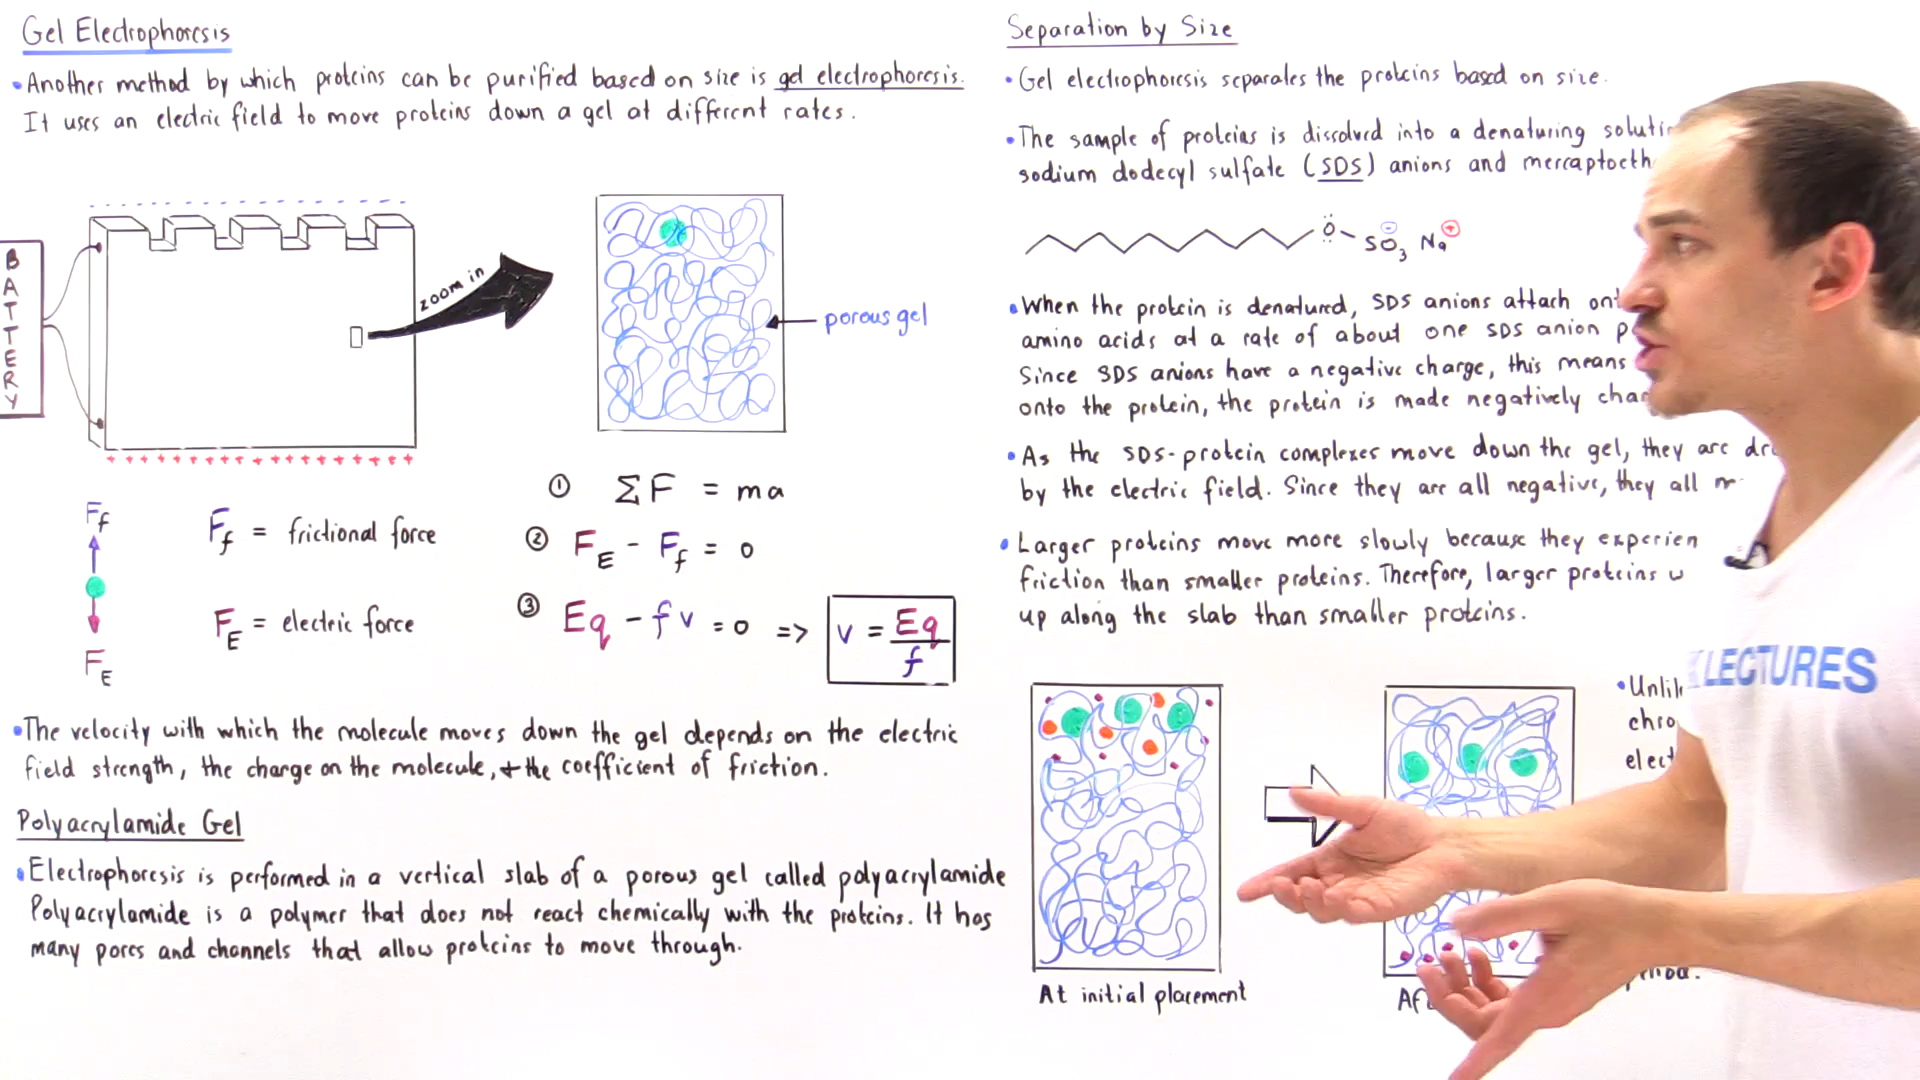 Gel Electrophoresis
•Another method by which proteins can be purified based on size is gel electrophoresis.
It uses an electric field to move proteins down a gel at different rates.
BATTERY
zoom in
porous gel
Ff
FE
Ff = frictional force
FE = electric force
① ΣF = ma
② FE - Ff = 0
③ Eq - fv = 0 => v = Eq/f
•The velocity with which the molecule moves down the gel depends on the electric
field strength, the charge on the molecule, + the coefficient of friction.
Polyacrylamide Gel
•Electrophoresis is performed in a vertical slab of a porous gel called polyacrylamide
Polyacrylamide is a polymer that does not react chemically with the proteins. It has
many pores and channels that allow proteins to move through.
Separation by Size
•Gel electrophoresis separates the proteins based on size.
•The sample of proteins is dissolved into a denaturing
sodium dodecyl sulfate (SDS) anions and
O - SO3 ⊖ Na ⊕
•When the protein is denatured, SDS anions attach
amino acids at a rate of about one SDS anion
Since SDS anions have a negative charge, this means
onto the protein, the protein is made negatively
•As the SDS-protein complexes move down the gel, they are
by the electric field. Since they are all negative, they all
•Larger proteins move more slowly because they
friction than smaller proteins. Therefore, larger proteins
up along the slab than smaller proteins.
At initial placement
LECTURES